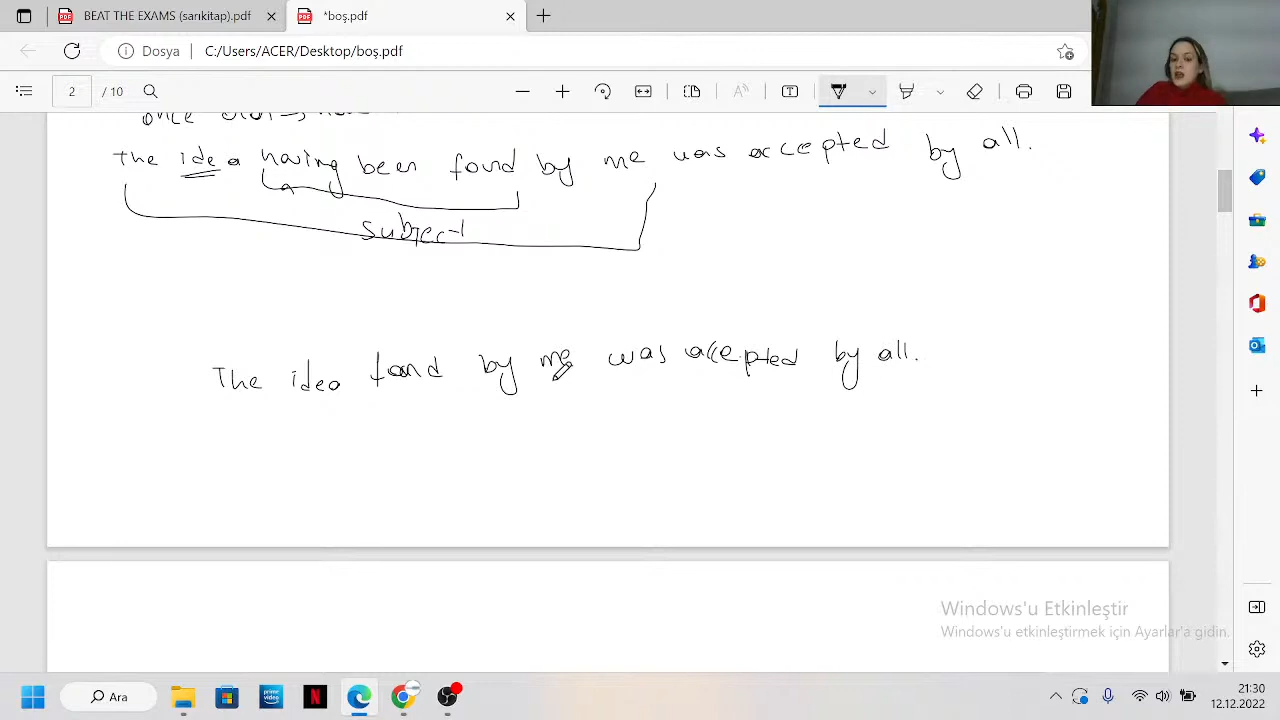 BEAT THE EXAMS (sarıkitap).pdf
*boş.pdf
Dosya
C:/Users/ACER/Desktop/boş.pdf
2 / 10
The idea having been found by me was accepted by all.
subject
The idea found by me was accepted by all.
Windows'u Etkinleştir
Windows'u etkinleştirmek için Ayarlar'a gidin.
Ara
prime video
N
21:30
12.12.2022